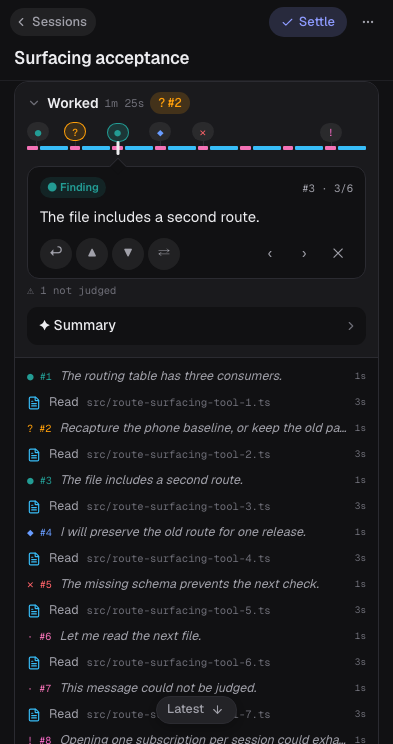 Sessions
Settle
Surfacing acceptance
Worked 1m 25s ? #2
?
!
Finding #3 · 3/6
The file includes a second route.
⚠ 1 not judged
Summary
#1 The routing table has three consumers. 1s
Read src/route-surfacing-tool-1.ts 3s
? #2 Recapture the phone baseline, or keep the old pa… 1s
Read src/route-surfacing-tool-2.ts 3s
#3 The file includes a second route. 1s
Read src/route-surfacing-tool-3.ts 3s
#4 I will preserve the old route for one release. 1s
Read src/route-surfacing-tool-4.ts 3s
× #5 The missing schema prevents the next check. 1s
Read src/route-surfacing-tool-5.ts 3s
· #6 Let me read the next file. 1s
Read src/route-surfacing-tool-6.ts 3s
· #7 This message could not be judged. 1s
Read src/ -7.ts 3s
Latest ↓
! #8 Opening one subscription per session could exha… 1s